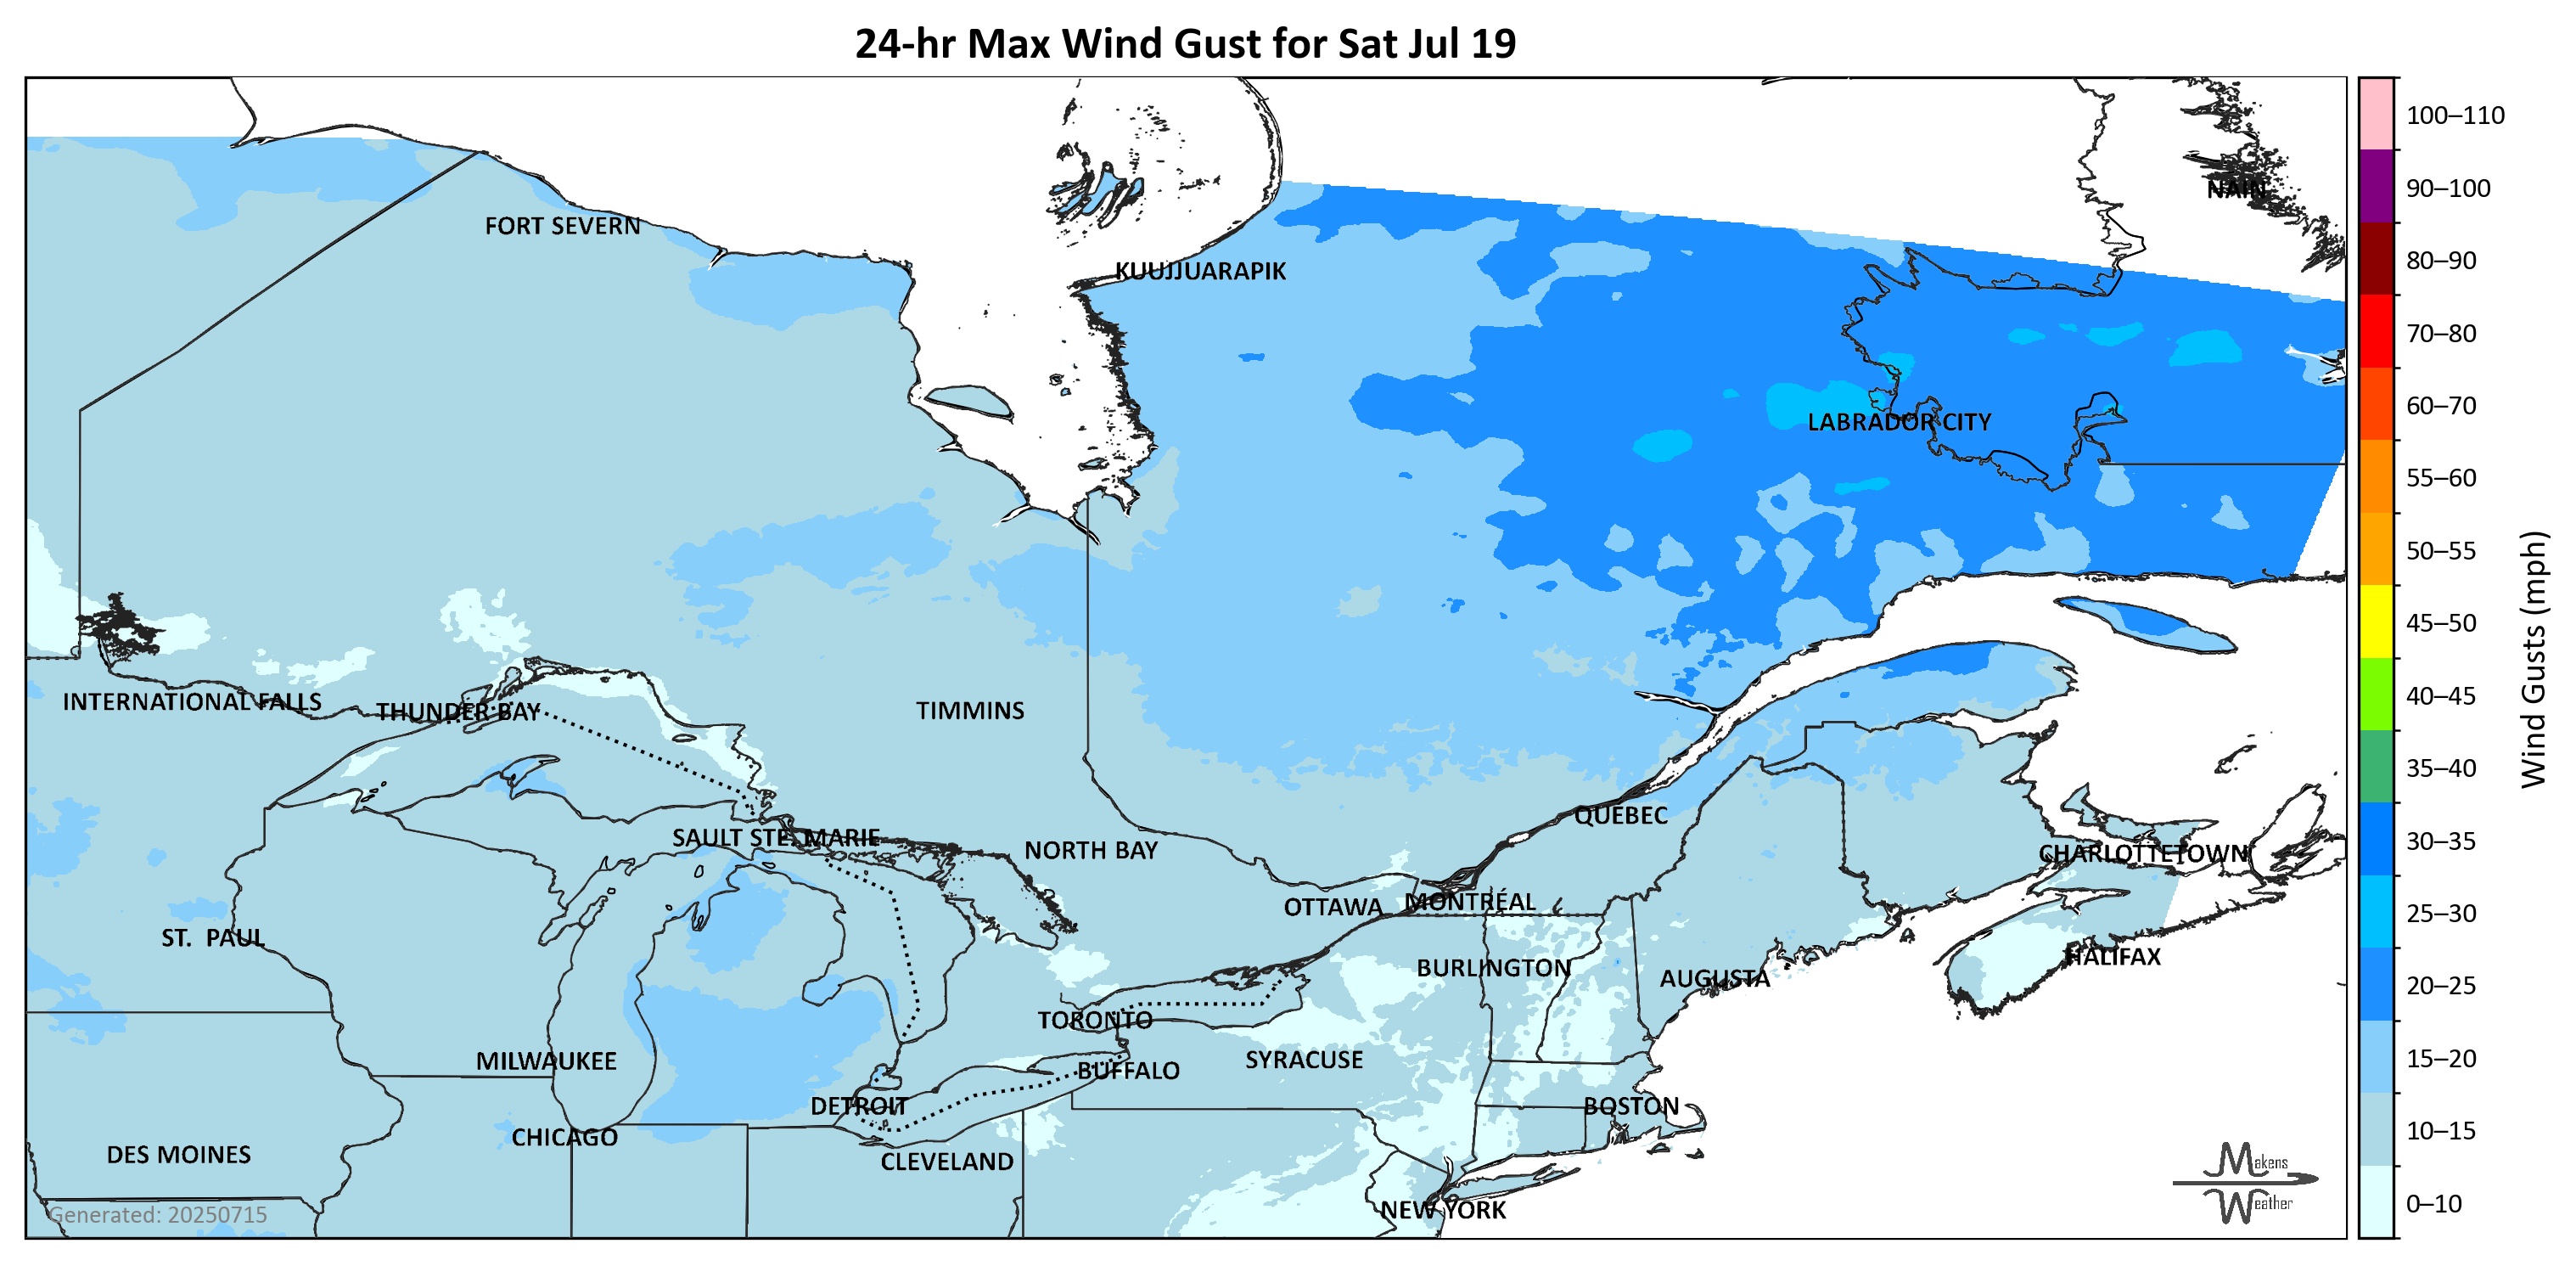 24-hr Max Wind Gust for Sat Jul 19
100–110
90–100
NAIN
FORT SEVERN
80–90
KUUJJUARAPIK
70–80
60–70
LABRADOR CITY
55–60
50–55
45–50
Wind Gusts (mph)
40–45
INTERNATIONAL FALLS
THUNDER BAY
TIMMINS
35–40
QUÉBEC
30–35
SAULT STE. MARIE
NORTH BAY
CHARLOTTETOWN
OTTAWA
MONTRÉAL
25–30
ST. PAUL
HALIFAX
BURLINGTON
AUGUSTA
20–25
TORONTO
MILWAUKEE
SYRACUSE
15–20
BUFFALO
DETROIT
BOSTON
10–15
CHICAGO
DES MOINES
CLEVELAND
Makens
Weather
NEW YORK
0–10
Generated: 20250715